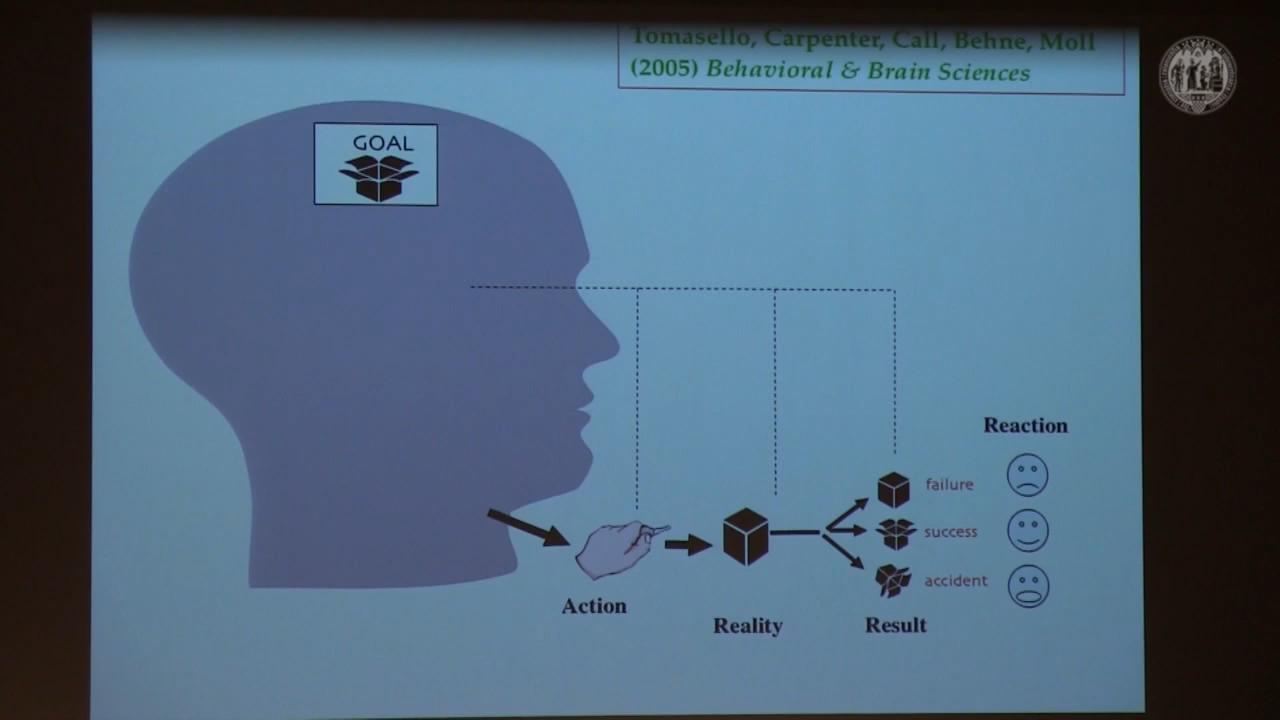 Tomasello, Carpenter, Call, Behne, Moll
(2005) Behavioral & Brain Sciences
GOAL
Reaction
failure
success
accident
Action
Reality
Result